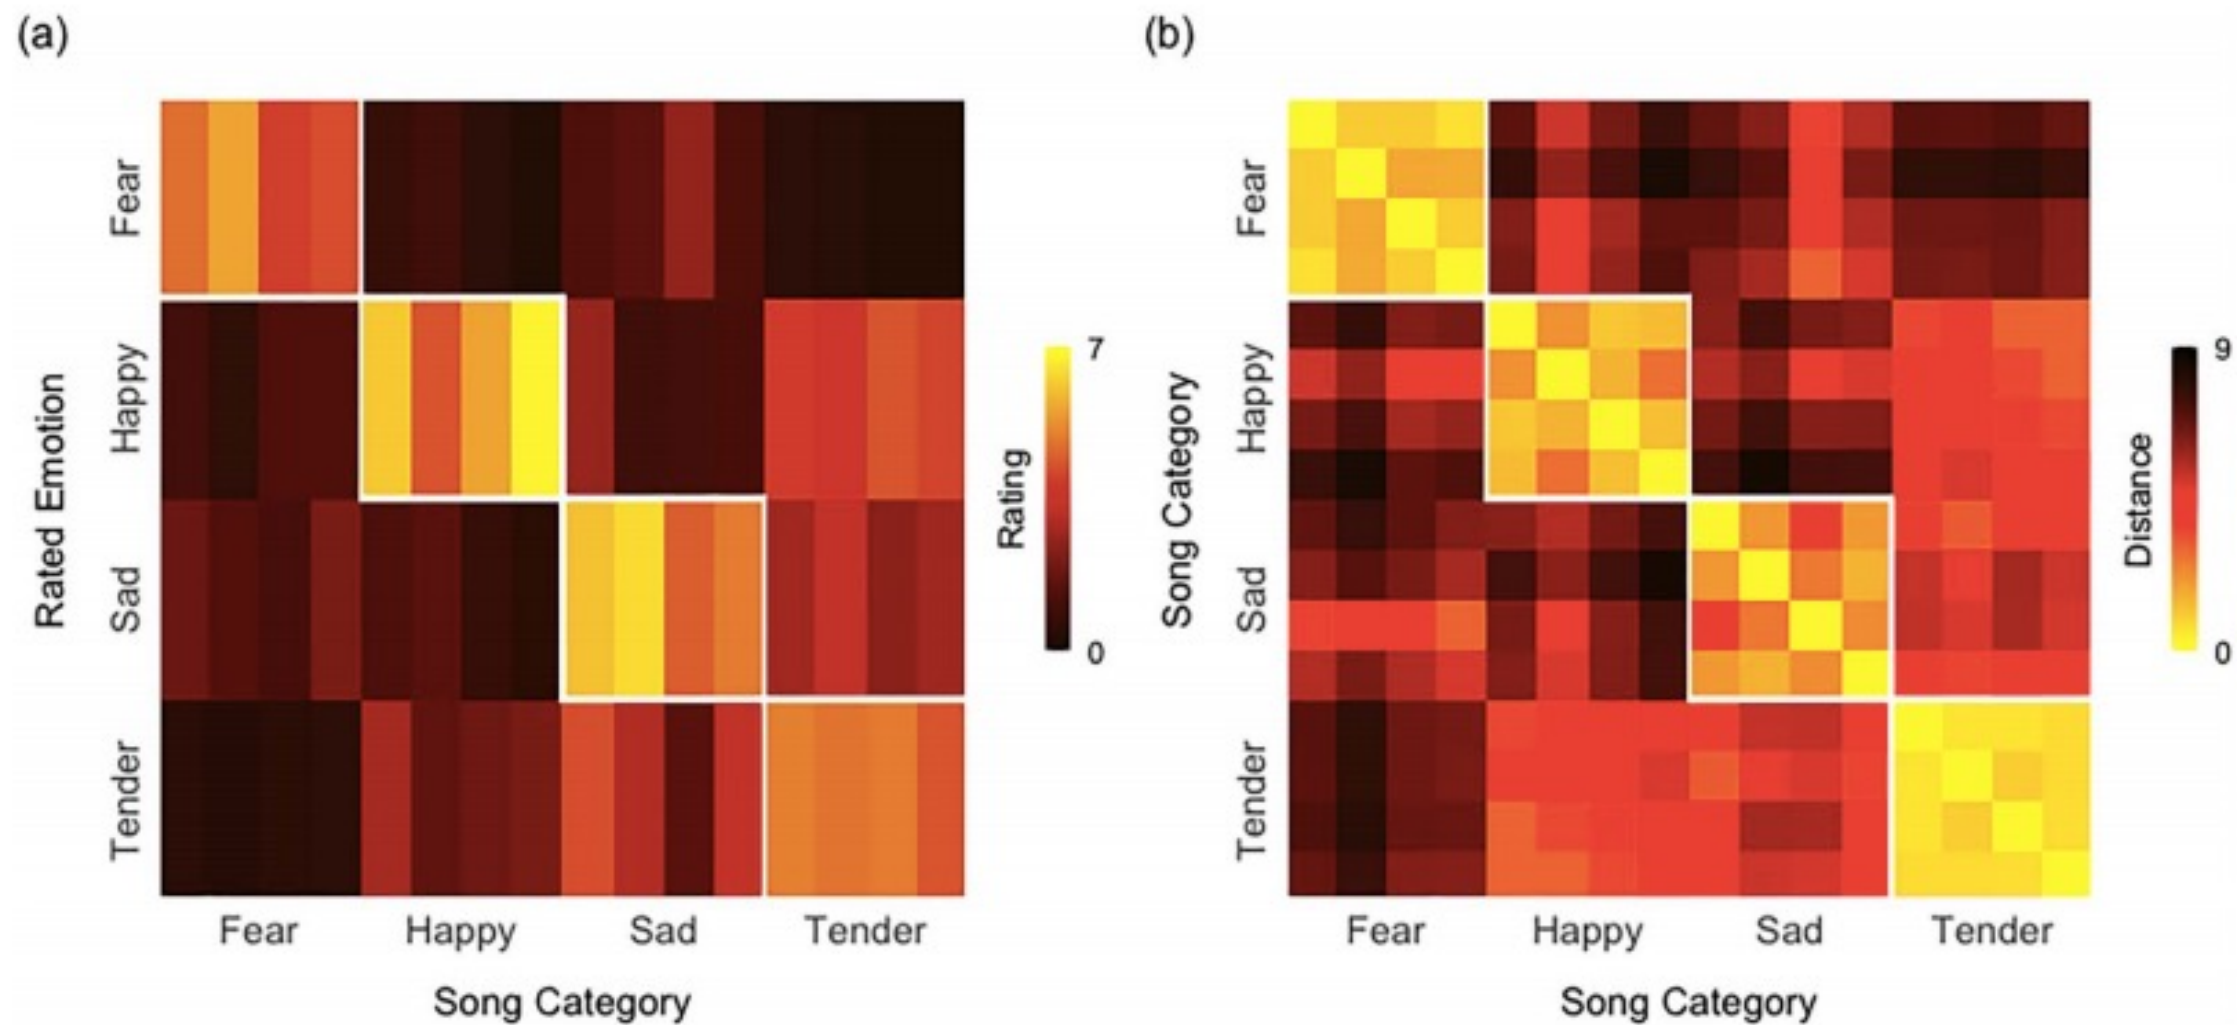 (a)
Rated Emotion
Fear
Happy
Sad
Tender
Fear
Happy
Sad
Tender
Song Category
Rating
7
0
(b)
Song Category
Fear
Happy
Sad
Tender
Fear
Happy
Sad
Tender
Song Category
Distance
9
0